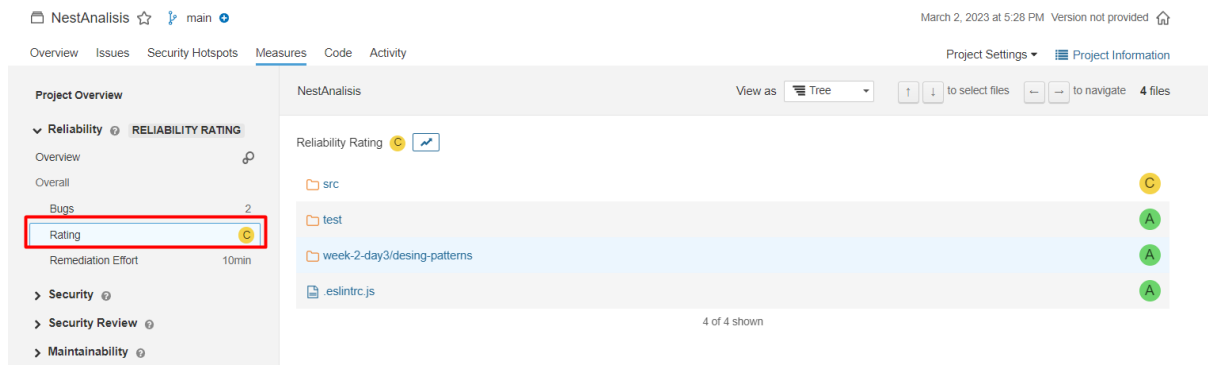 NestAnalisis main
March 2, 2023 at 5:28 PM Version not provided
Overview Issues Security Hotspots Measures Code Activity
Project Settings Project Information
Project Overview
Reliability ? RELIABILITY RATING
Overview
Overall
Bugs 2
Rating C
Remediation Effort 10min
Security ?
Security Review ?
Maintainability ?
NestAnalisis
View as Tree
↑ ↓ to select files ← → to navigate 4 files
Reliability Rating C
src C
test A
week-2-day3/desing-patterns A
.eslintrc.js A
4 of 4 shown